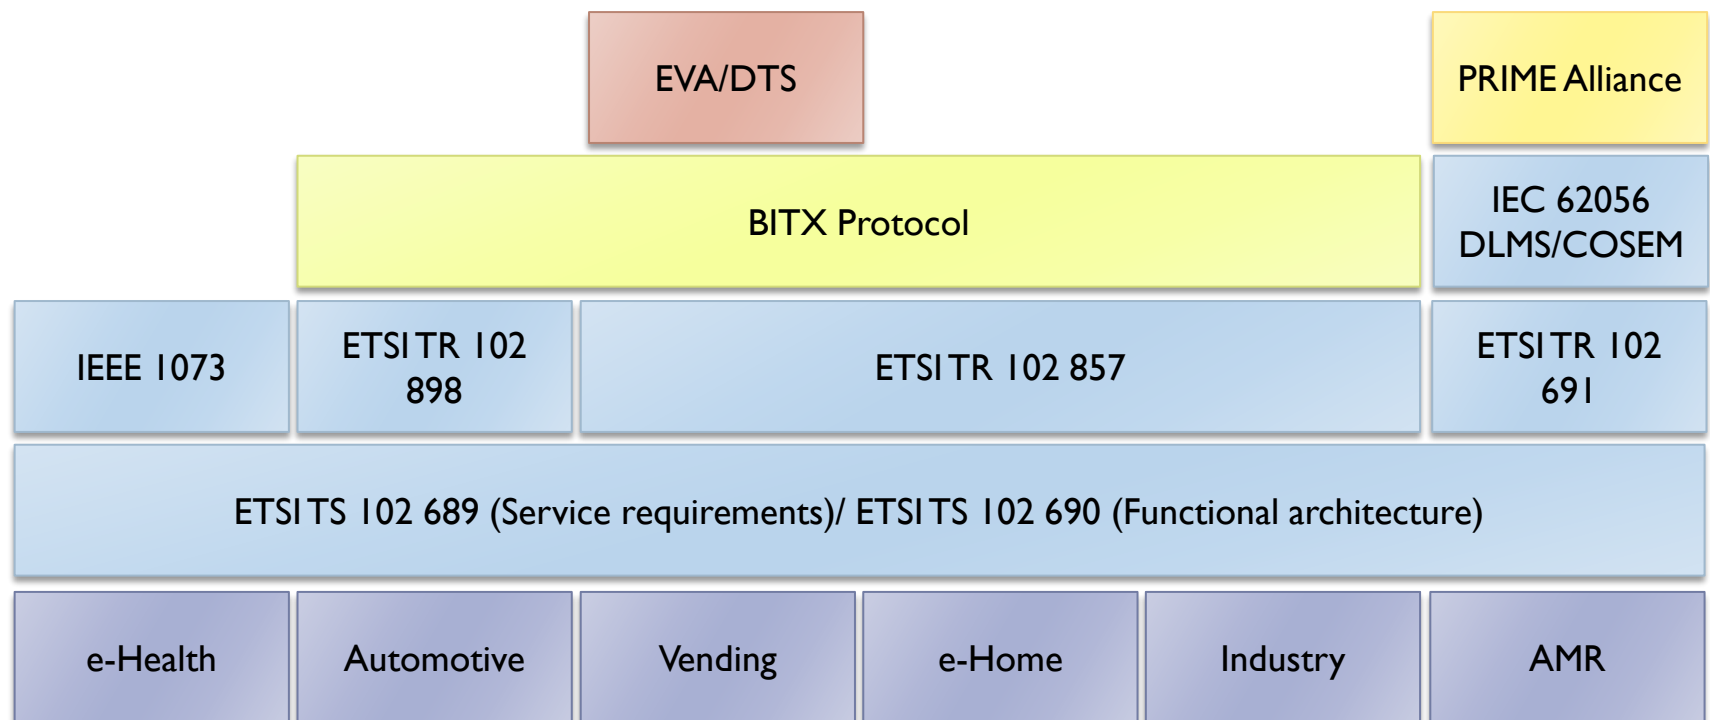 EVA/DTS
PRIME Alliance
BITX Protocol
IEC 62056
DLMS/COSEM
IEEE 1073
ETSI TR 102
898
ETSI TR 102 857
ETSI TR 102
691
ETSI TS 102 689 (Service requirements)/ ETSI TS 102 690 (Functional architecture)
e-Health
Automotive
Vending
e-Home
Industry
AMR